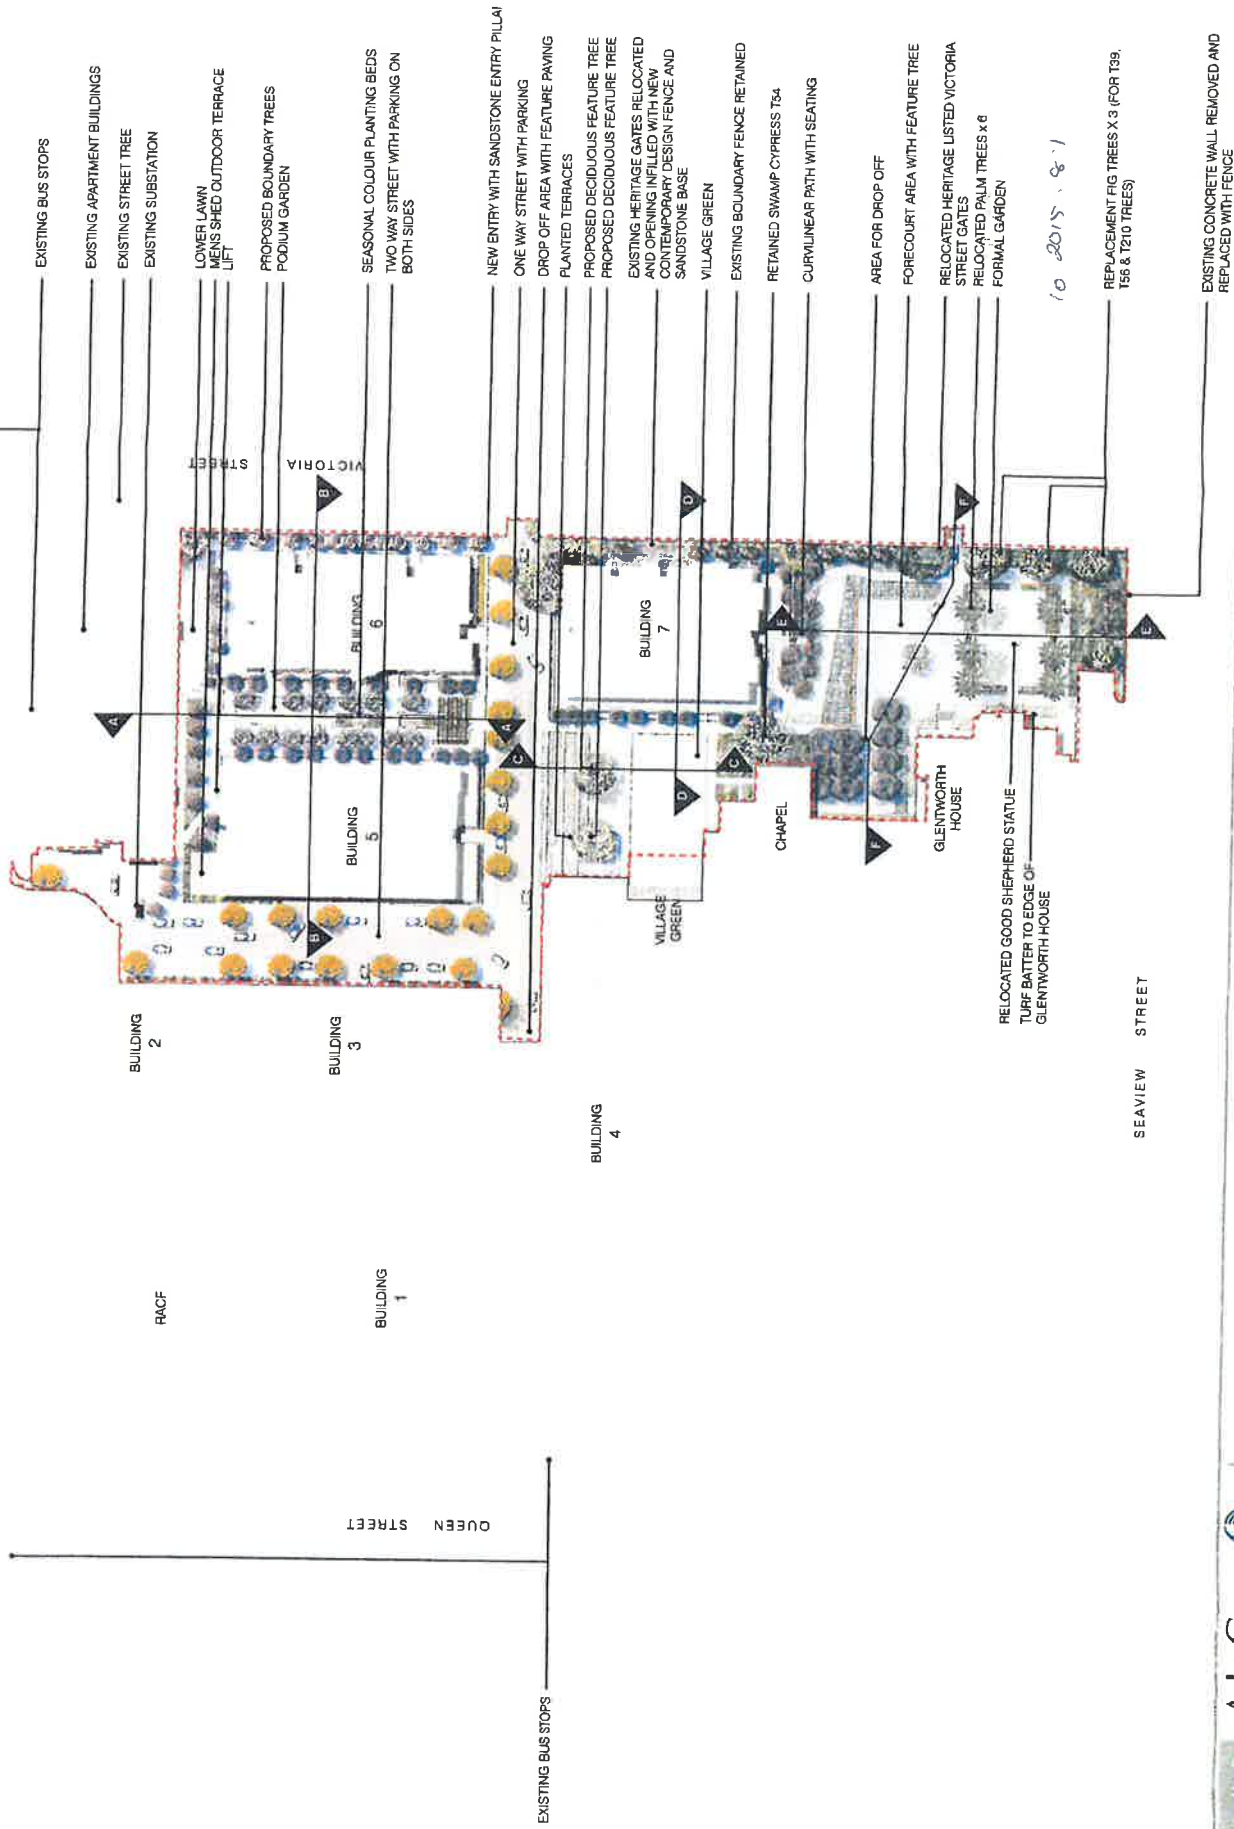 EXISTING BUS STOPS
EXISTING APARTMENT BUILDINGS
EXISTING STREET TREE
EXISTING SUBSTATION
LOWER LAWN
MENS SHED OUTDOOR TERRACE
LIFT
PROPOSED BOUNDARY TREES
PODIUM GARDEN
SEASONAL COLOUR PLANTING BEDS
TWO WAY STREET WITH PARKING ON
BOTH SIDES
NEW ENTRY WITH SANDSTONE ENTRY PILLAR
ONE WAY STREET WITH PARKING
DROP OFF AREA WITH FEATURE PAVING
PLANTED TERRACES
PROPOSED DECIDUOUS FEATURE TREE
PROPOSED DECIDUOUS FEATURE TREE
EXISTING HERITAGE GATES RELOCATED
AND OPENING INFILLED WITH NEW
CONTEMPORARY DESIGN FENCE AND
SANDSTONE BASE
VILLAGE GREEN
EXISTING BOUNDARY FENCE RETAINED
RETAINED SWAMP CYPRESS T54
CURVILINEAR PATH WITH SEATING
AREA FOR DROP OFF
FORECOURT AREA WITH FEATURE TREE
RELOCATED HERITAGE LISTED VICTORIA
STREET GATES
RELOCATED PALM TREES x 6
FORMAL GARDEN
10 2015 . 8 . 1
REPLACEMENT FIG TREES X 3 (FOR T39,
T56 & T210 TREES)
EXISTING CONCRETE WALL REMOVED AND
REPLACED WITH FENCE
VICTORIA STREET
A
B
BUILDING
6
BUILDING
5
B
A
C
BUILDING
7
D
D
C
E
CHAPEL
F
F
E
VILLAGE
GREEN
GLENTWORTH
HOUSE
RELOCATED GOOD SHEPHERD STATUE
TURF BATTER TO EDGE OF
GLENTWORTH HOUSE
BUILDING
2
BUILDING
3
BUILDING
4
SEAVIEW STREET
RACF
BUILDING
1
QUEEN STREET
EXISTING BUS STOPS